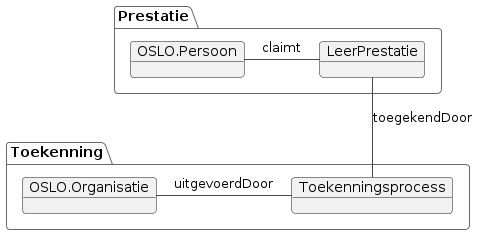 Prestatie
OSLO.Persoon
claimt
LeerPrestatie
toegekendDoor
Toekenning
OSLO.Organisatie
uitgevoerdDoor
Toekenningsprocess